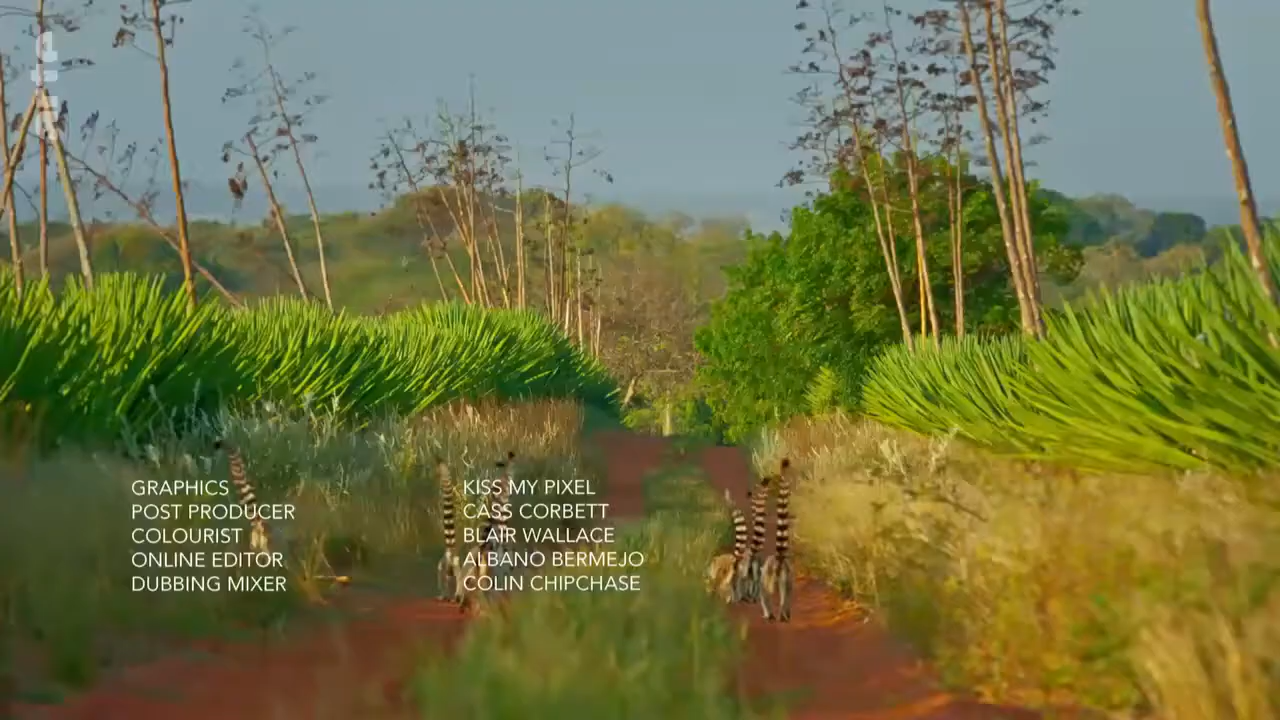 arte
GRAPHICS KISS MY PIXEL
POST PRODUCER CASS CORBETT
COLOURIST BLAIR WALLACE
ONLINE EDITOR ALBANO BERMEJO
DUBBING MIXER COLIN CHIPCHASE